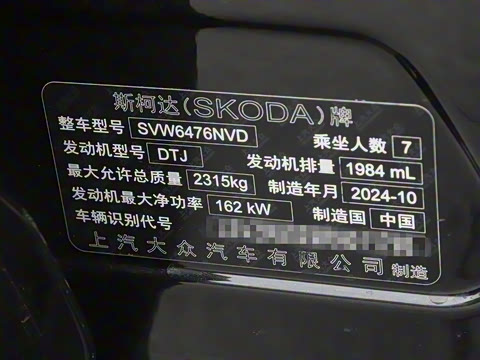 斯柯达(SKODA)牌
整车型号 SVW6476NVD 乘坐人数 7
发动机型号 DTJ 发动机排量 1984 mL
最大允许总质量 2315kg 制造年月 2024-10
发动机最大净功率 162 kW 制造国 中国
车辆识别代号
上汽大众汽车有限公司 制造